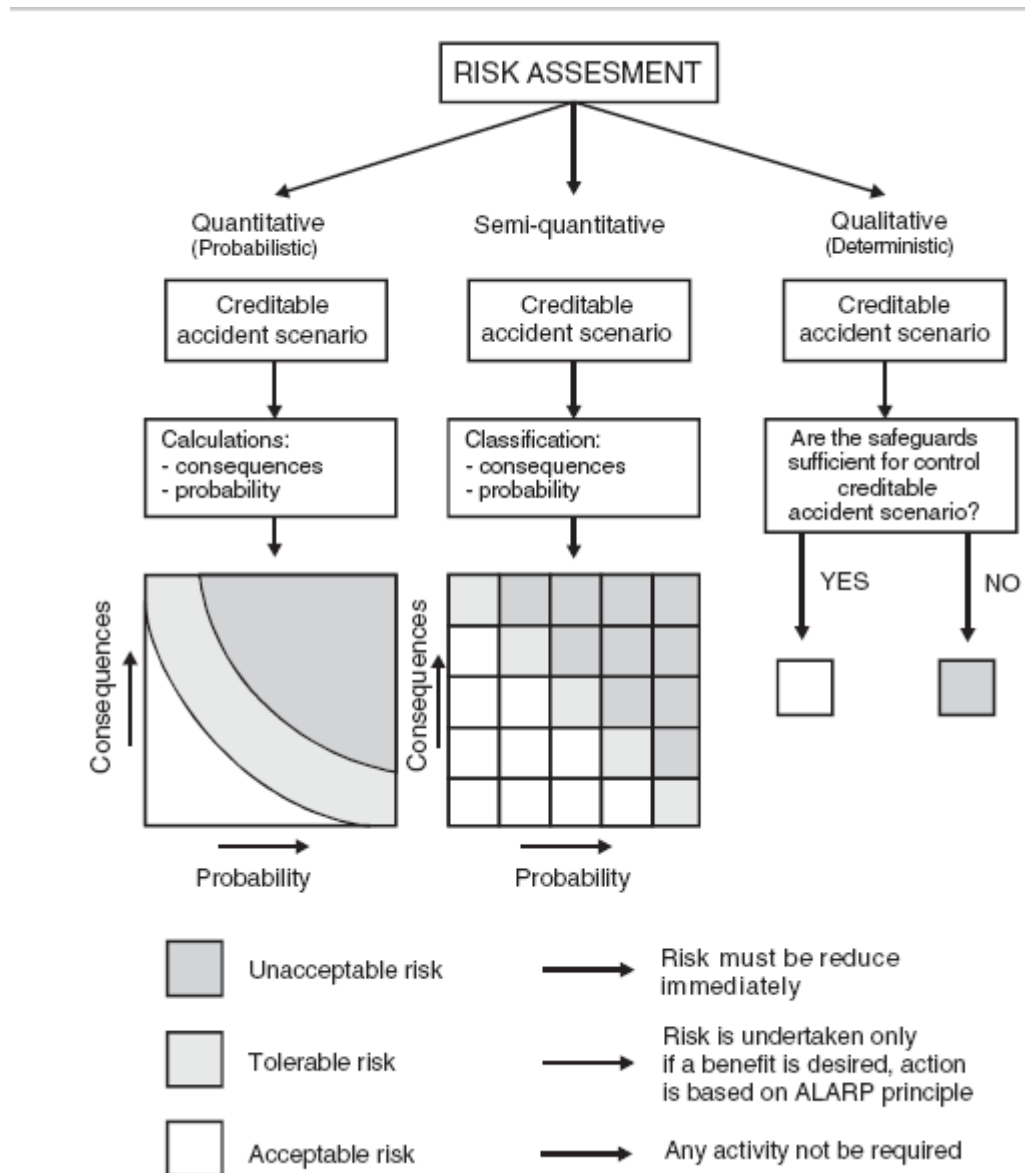 RISK ASSESMENT
Quantitative
(Probabilistic)
Semi-quantitative
Qualitative
(Deterministic)
Creditable
accident scenario
Creditable
accident scenario
Creditable
accident scenario
Calculations:
- consequences
- probability
Classification:
- consequences
- probability
Are the safeguards
sufficient for control
creditable
accident scenario?
YES
NO
Consequences
Consequences
Probability
Probability
Unacceptable risk
Risk must be reduce
immediately
Tolerable risk
Risk is undertaken only
if a benefit is desired, action
is based on ALARP principle
Acceptable risk
Any activity not be required